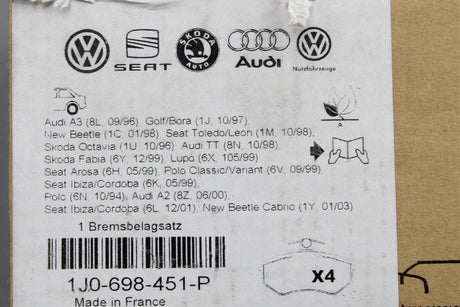 SEAT
SKODA
AUTO
Audi
Nutzfahrzeuge
Audi A3 (8L, 09/96) Golf/Bora (1J, 10/97)
New Beetle (1C, 01/98), Seat Toledo/Leon (1M, 10/98),
Skoda Octavia (1U, 10/96) Audi TT (8N, 10/98)
Skoda Fabia (6Y, 12/99) Lupo (6X, 105/99)
Seat Arosa (6H, 05/99) Polo Classic/Variant (6V, 09/99)
Seat Ibiza/Cordoba (6K, 05/99)
Polo (6N, 10/94), Audi A2 (8Z, 06/00)
Seat Ibiza/Cordoba (6L, 12/01), New Beetle Cabrio (1Y, 01/03)
A
1 Bremsbelagsatz
1J0-698-451-P
X4
Made in France